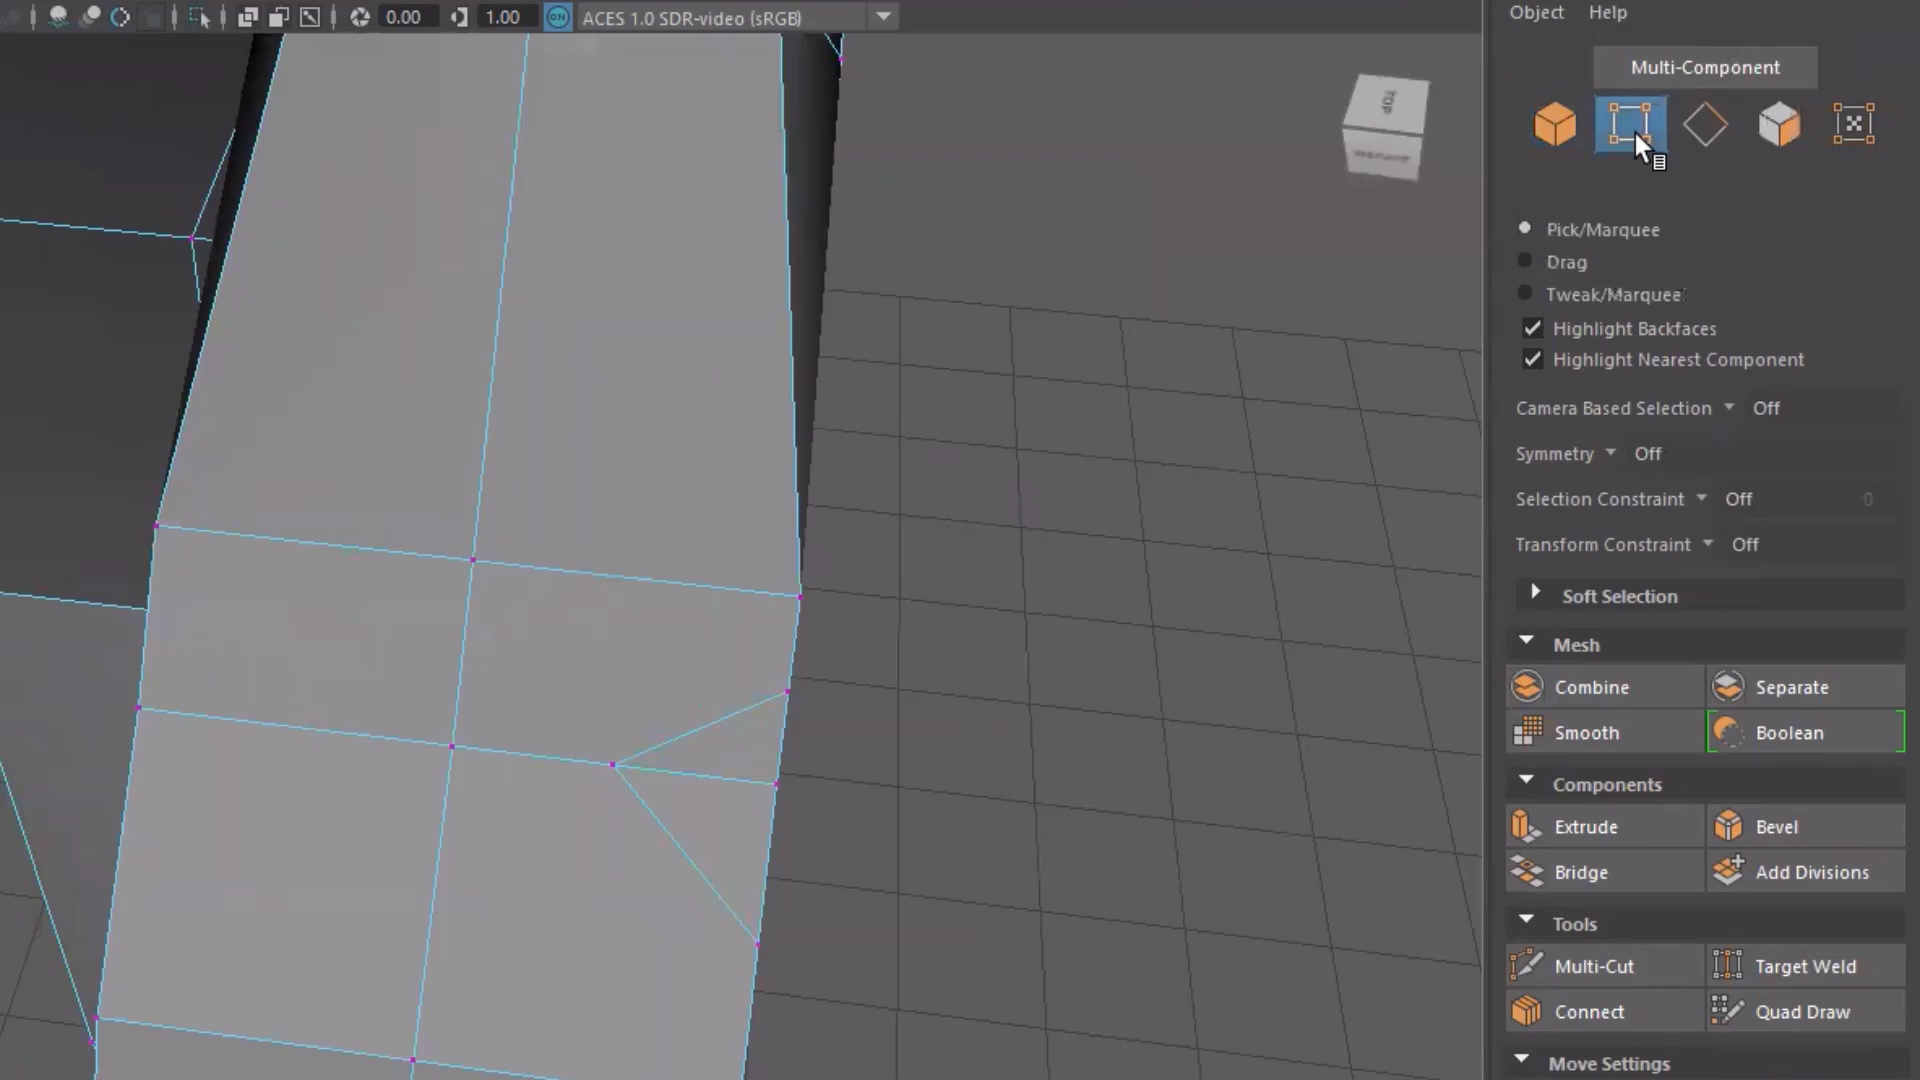 0.00 1.00 ON ACES 1.0 SDR-video (sRGB)
Object Help
Multi-Component
TOP
Pick/Marquee
Drag
Tweak/Marquee
Highlight Backfaces
Highlight Nearest Component
Camera Based Selection Off
Symmetry Off
Selection Constraint Off 0
Transform Constraint Off
Soft Selection
Mesh
Combine Separate
Smooth Boolean
Components
Extrude Bevel
Bridge Add Divisions
Tools
Multi-Cut Target Weld
Connect Quad Draw
Move Settings